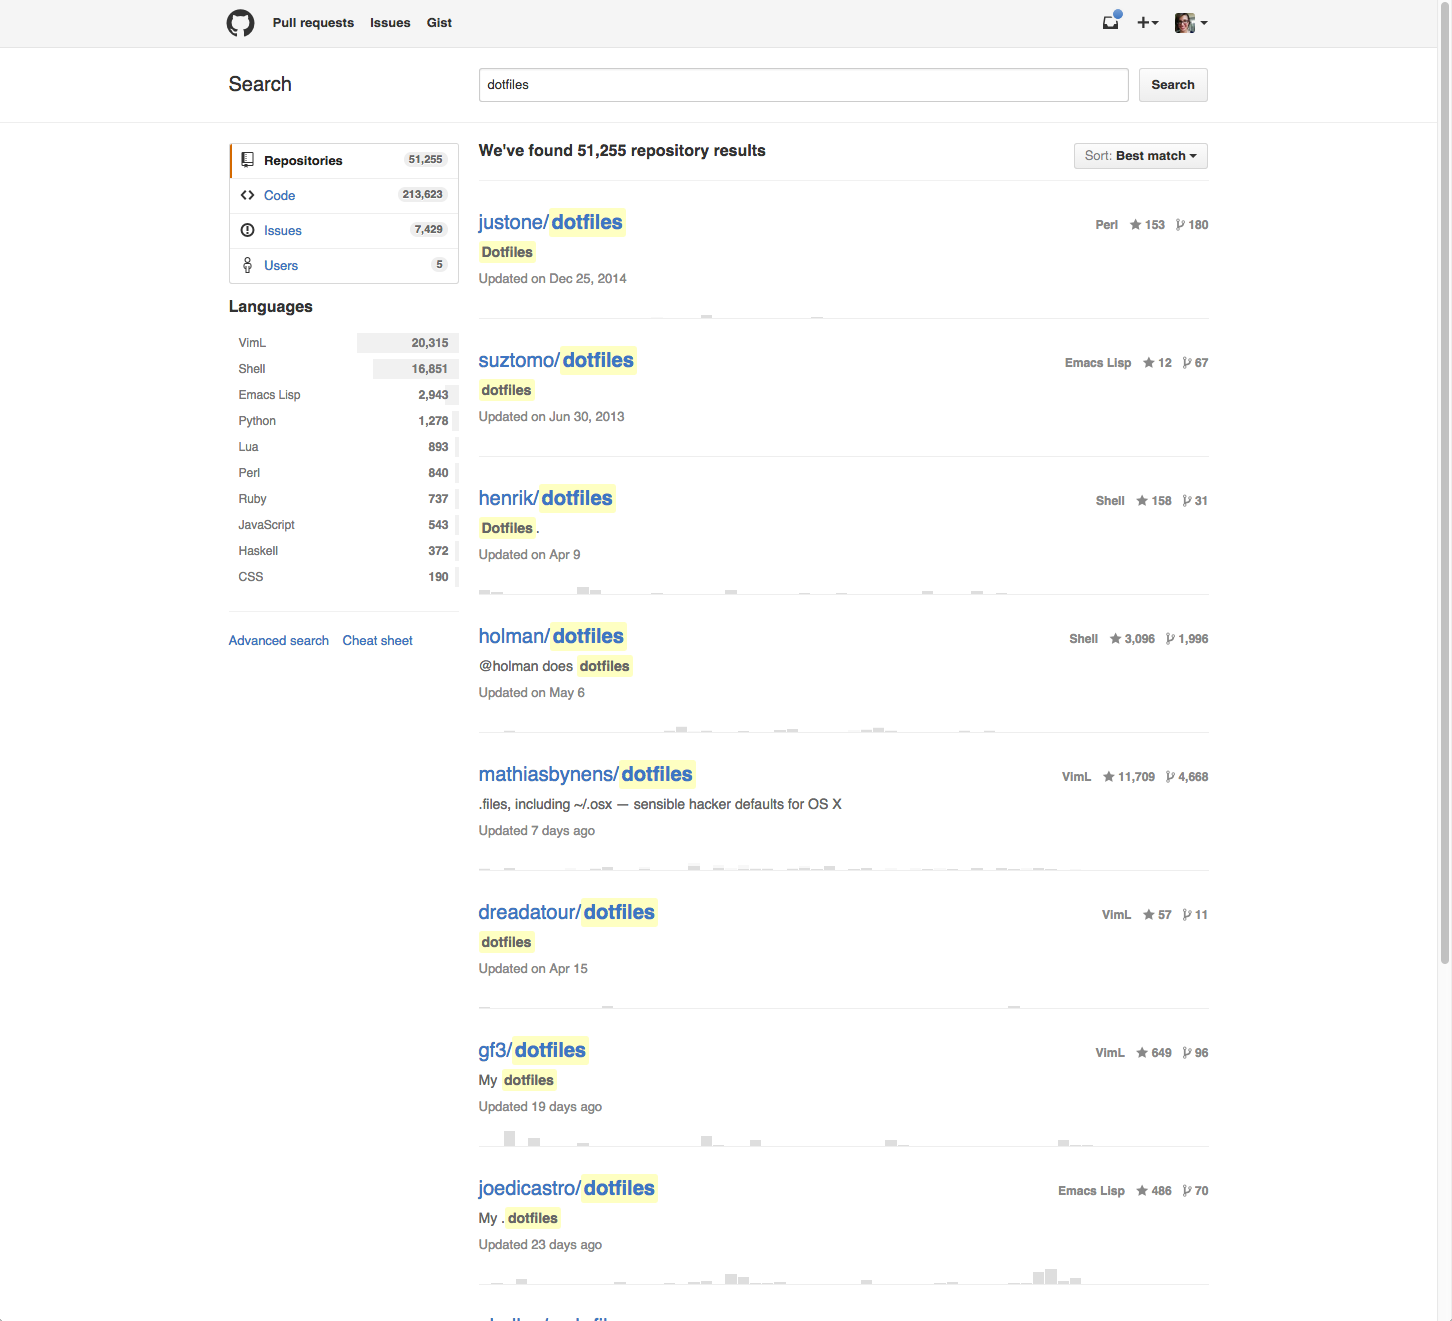 Pull requests Issues Gist
Search
dotfiles
Search
Repositories 51,255
Code 213,623
Issues 7,429
Users 5
Languages
VimL 20,315
Shell 16,851
Emacs Lisp 2,943
Python 1,278
Lua 893
Perl 840
Ruby 737
JavaScript 543
Haskell 372
CSS 190
Advanced search Cheat sheet
We've found 51,255 repository results
Sort: Best match
justone/dotfiles
Perl 153 180
Dotfiles
Updated on Dec 25, 2014
suztomo/dotfiles
Emacs Lisp 12 67
dotfiles
Updated on Jun 30, 2013
henrik/dotfiles
Shell 158 31
Dotfiles.
Updated on Apr 9
holman/dotfiles
Shell 3,096 1,996
@holman does dotfiles
Updated on May 6
mathiasbynens/dotfiles
VimL 11,709 4,668
.files, including ~/.osx — sensible hacker defaults for OS X
Updated 7 days ago
dreadatour/dotfiles
VimL 57 11
dotfiles
Updated on Apr 15
gf3/dotfiles
VimL 649 96
My dotfiles
Updated 19 days ago
joedicastro/dotfiles
Emacs Lisp 486 70
My .dotfiles
Updated 23 days ago